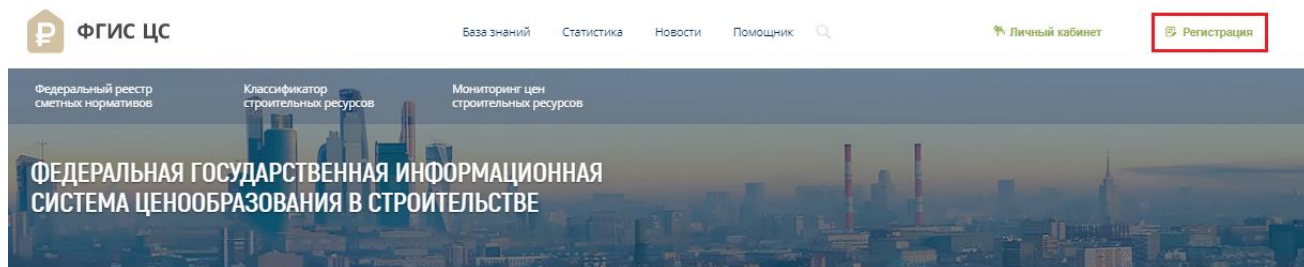 ФГИС ЦС
База знаний Статистика Новости Помощник Личный кабинет Регистрация
Федеральный реестр
сметных нормативов
Классификатор
строительных ресурсов
Мониторинг цен
строительных ресурсов
ФЕДЕРАЛЬНАЯ ГОСУДАРСТВЕННАЯ ИНФОРМАЦИОННАЯ
СИСТЕМА ЦЕНООБРАЗОВАНИЯ В СТРОИТЕЛЬСТВЕ